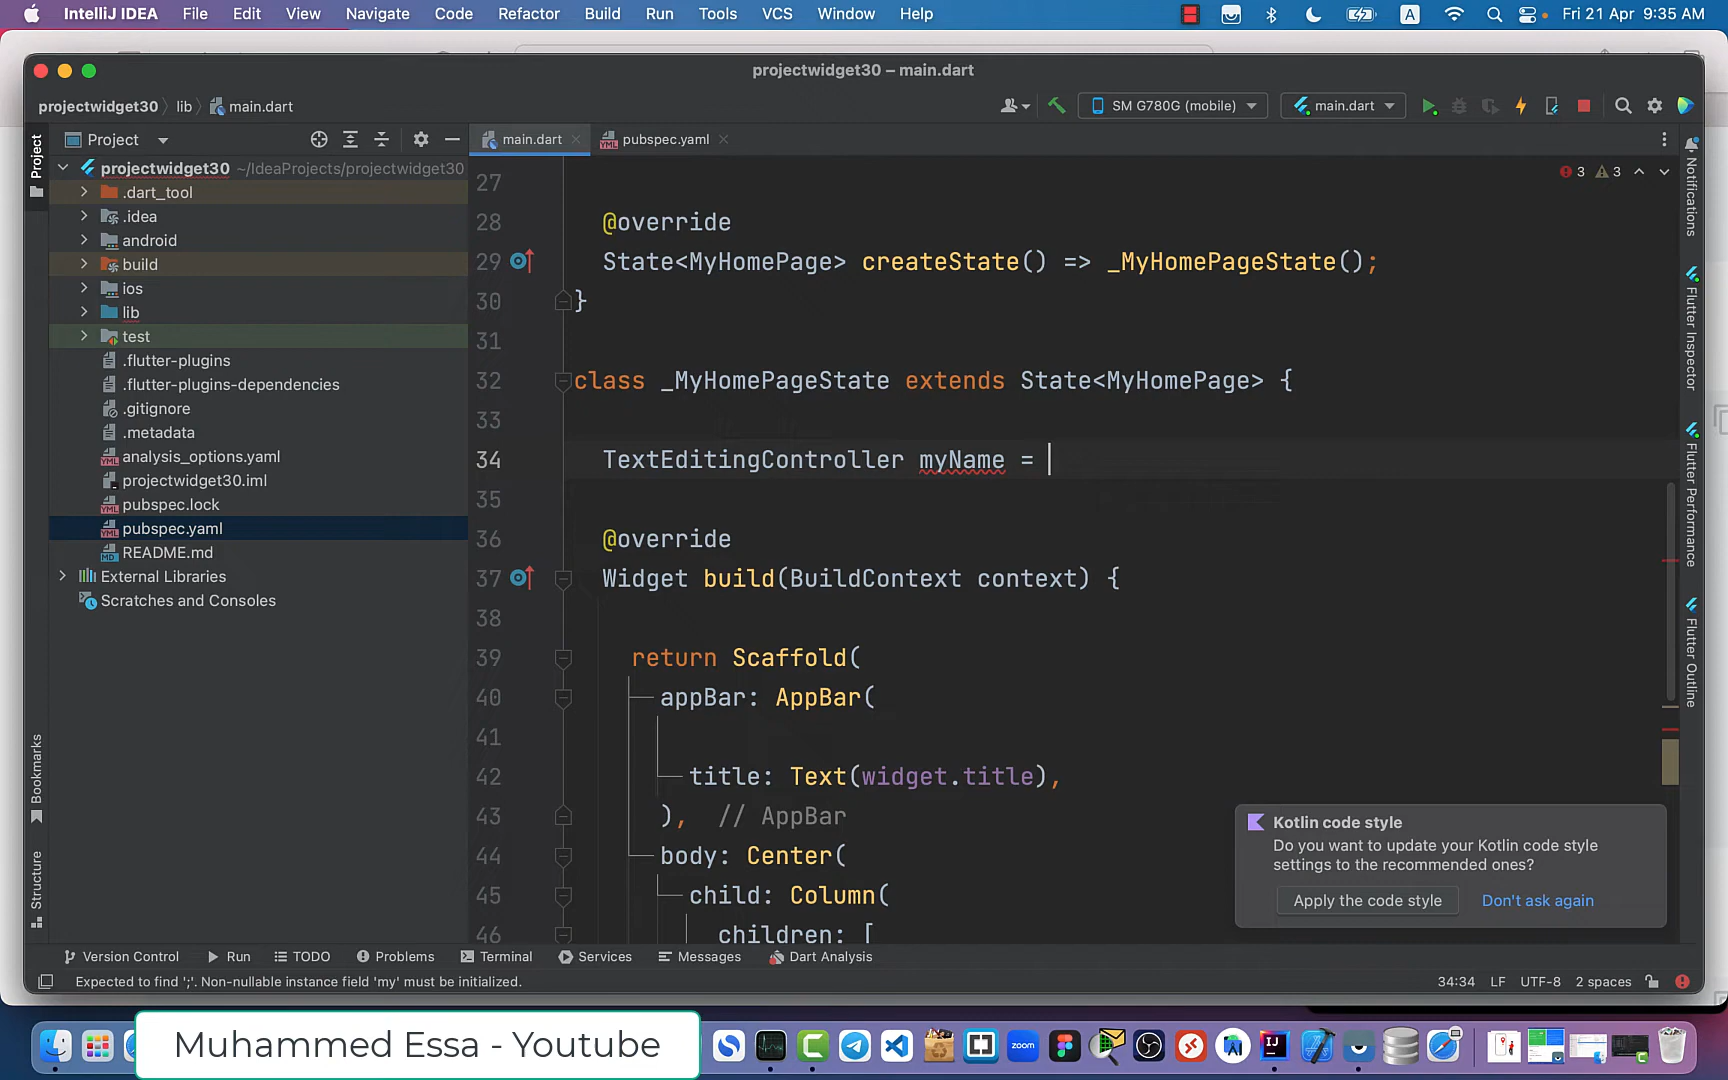 IntelliJ IDEA File Edit View Navigate Code Refactor Build Run Tools VCS Window Help A Fri 21 Apr 9:35 AM
projectwidget30 – main.dart
projectwidget30 lib main.dart SM G780G (mobile) main.dart
Project main.dart pubspec.yaml
projectwidget30 ~/IdeaProjects/projectwidget30
.dart_tool
.idea
android
build
ios
lib
test
.flutter-plugins
.flutter-plugins-dependencies
.gitignore
.metadata
analysis_options.yaml
projectwidget30.iml
pubspec.lock
pubspec.yaml
README.md
External Libraries
Scratches and Consoles
Project
Bookmarks
Structure
3 3
27
28 @override
29 State<MyHomePage> createState() => _MyHomePageState();
30 }
31
32 class _MyHomePageState extends State<MyHomePage> {
33
34 TextEditingController myName =
35
36 @override
37 Widget build(BuildContext context) {
38
39 return Scaffold(
40 appBar: AppBar(
41
42 title: Text(widget.title),
43 ), // AppBar
44 body: Center(
45 child: Column(
46 children: [
Notifications
Flutter Inspector
Flutter Performance
Flutter Outline
Kotlin code style
Do you want to update your Kotlin code style
settings to the recommended ones?
Apply the code style Don't ask again
Version Control Run TODO Problems Terminal Services Messages Dart Analysis
Expected to find ';'. Non-nullable instance field 'my' must be initialized. 34:34 LF UTF-8 2 spaces
Muhammed Essa - Youtube
zoom